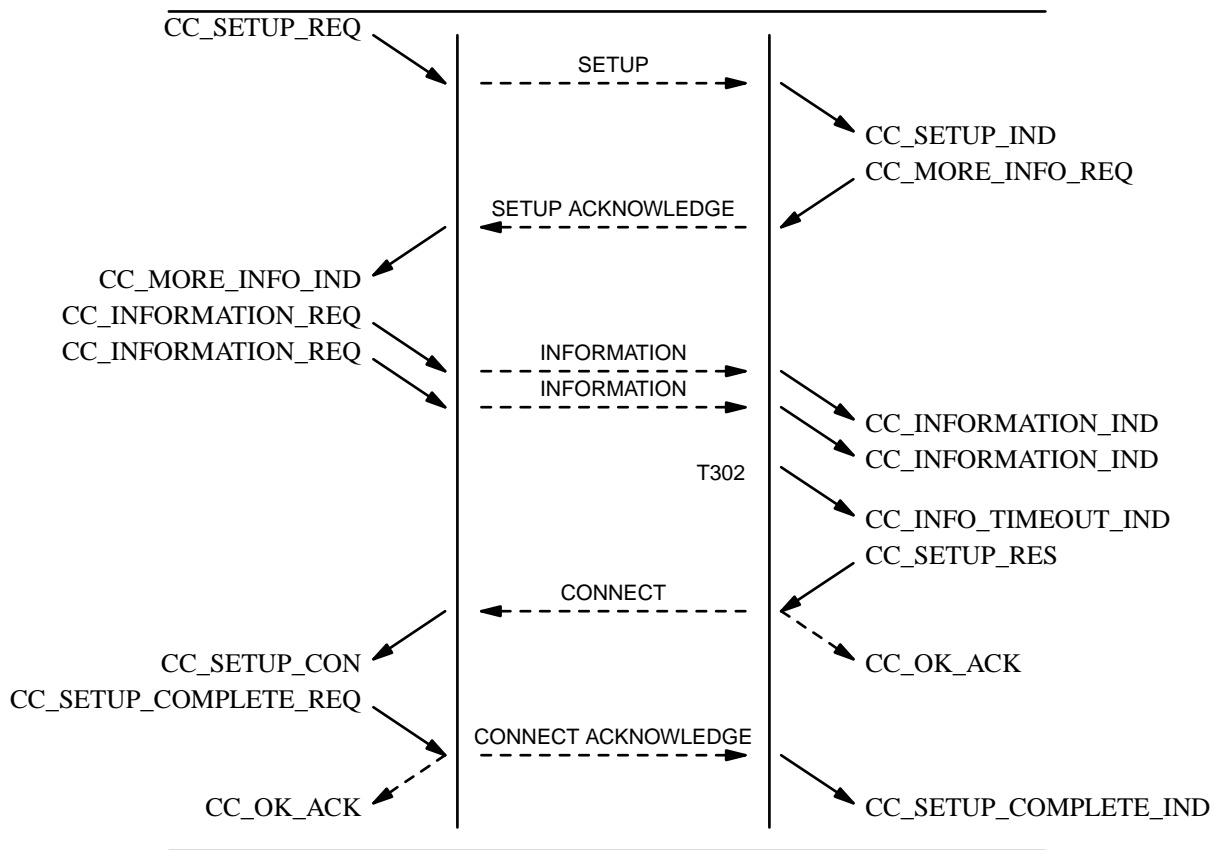 CC_SETUP_REQ
SETUP
CC_SETUP_IND
CC_MORE_INFO_REQ
SETUP ACKNOWLEDGE
CC_MORE_INFO_IND
CC_INFORMATION_REQ
CC_INFORMATION_REQ
INFORMATION
INFORMATION
CC_INFORMATION_IND
CC_INFORMATION_IND
T302
CC_INFO_TIMEOUT_IND
CC_SETUP_RES
CONNECT
CC_SETUP_CON
CC_OK_ACK
CC_SETUP_COMPLETE_REQ
CONNECT ACKNOWLEDGE
CC_OK_ACK
CC_SETUP_COMPLETE_IND